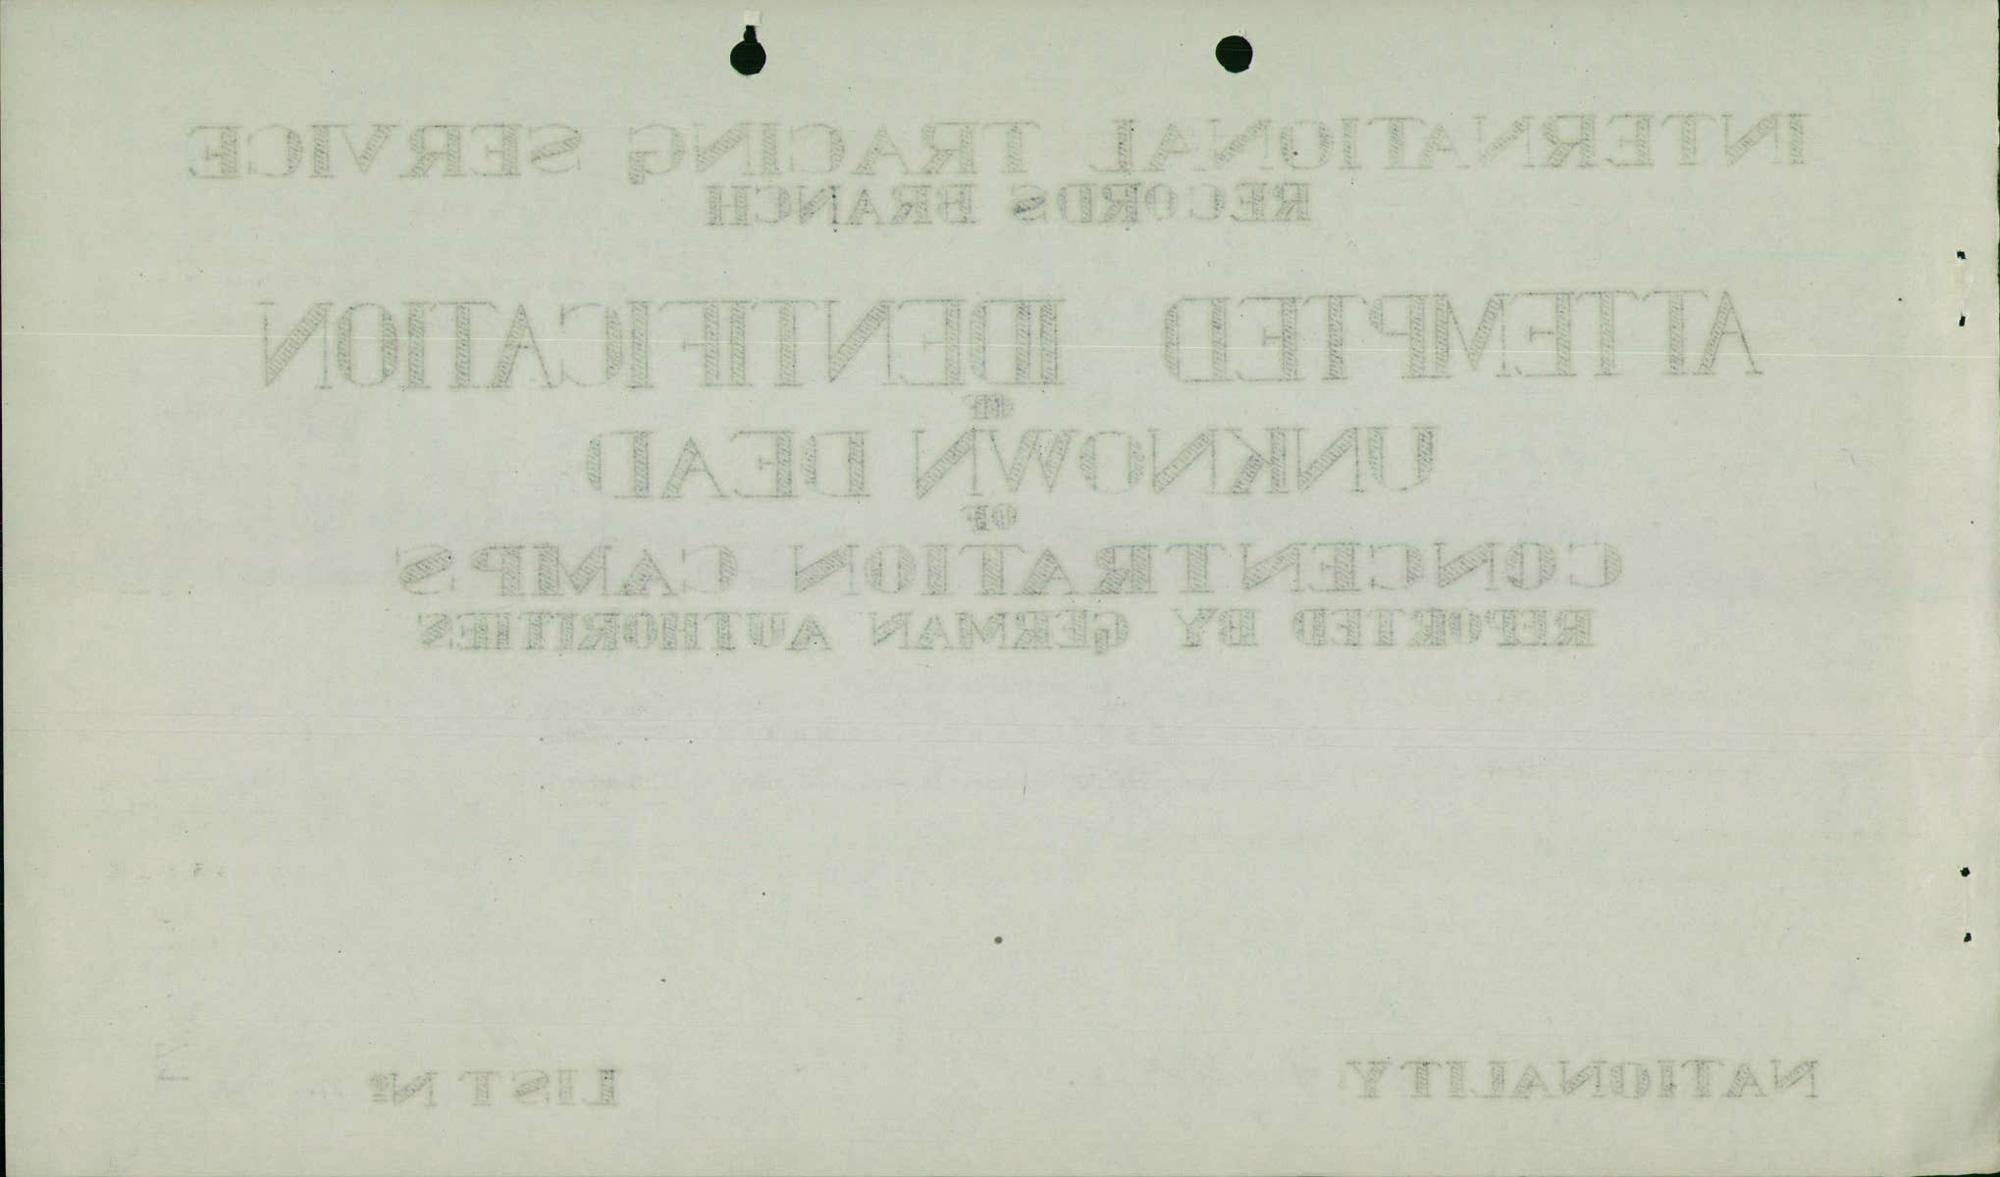 INTERNATIONAL TRACING SERVICE
RECORDS BRANCH
ATTEMPTED IDENTIFICATION
OF
UNKNOWN DEAD
OF
CONCENTRATION CAMPS
REPORTED BY GERMAN AUTHORITIES
NATIONALITY: LIST Nº